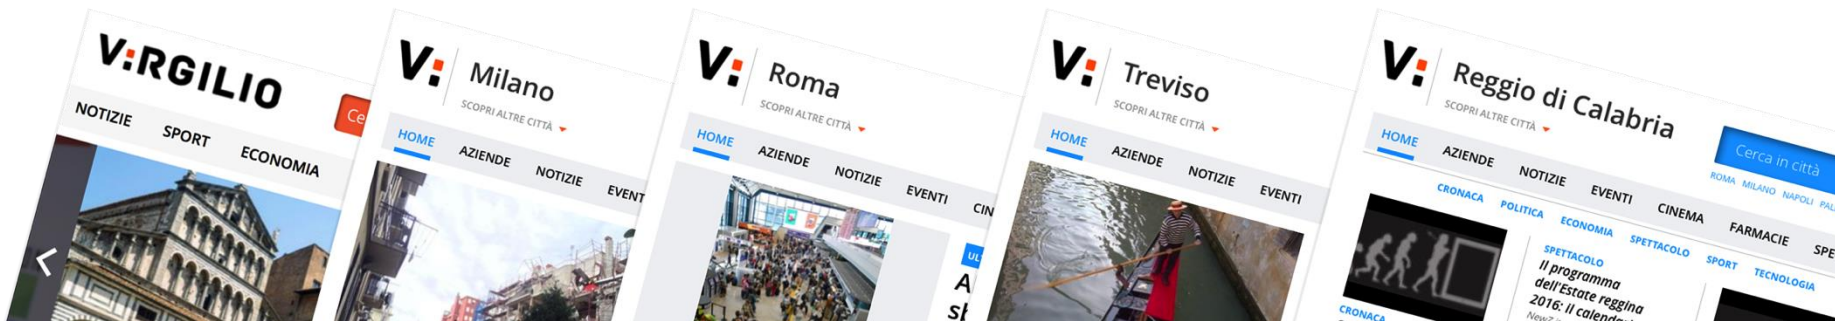 V:RGILIO
NOTIZIE SPORT ECONOMIA
V: Milano
SCOPRI ALTRE CITTÀ
HOME AZIENDE NOTIZIE
V: Roma
SCOPRI ALTRE CITTÀ
HOME AZIENDE NOTIZIE EVENTI
V: Treviso
SCOPRI ALTRE CITTÀ
HOME AZIENDE NOTIZIE EVENTI
V: Reggio di Calabria
SCOPRI ALTRE CITTÀ
Cerca in città
ROMA MILANO NAPOLI
HOME AZIENDE NOTIZIE EVENTI CINEMA FARMACIE
CRONACA POLITICA ECONOMIA SPETTACOLO SPORT TECNOLOGIA
SPETTACOLO
Il programma
dell'Estate reggina
2016: il
CRONACA